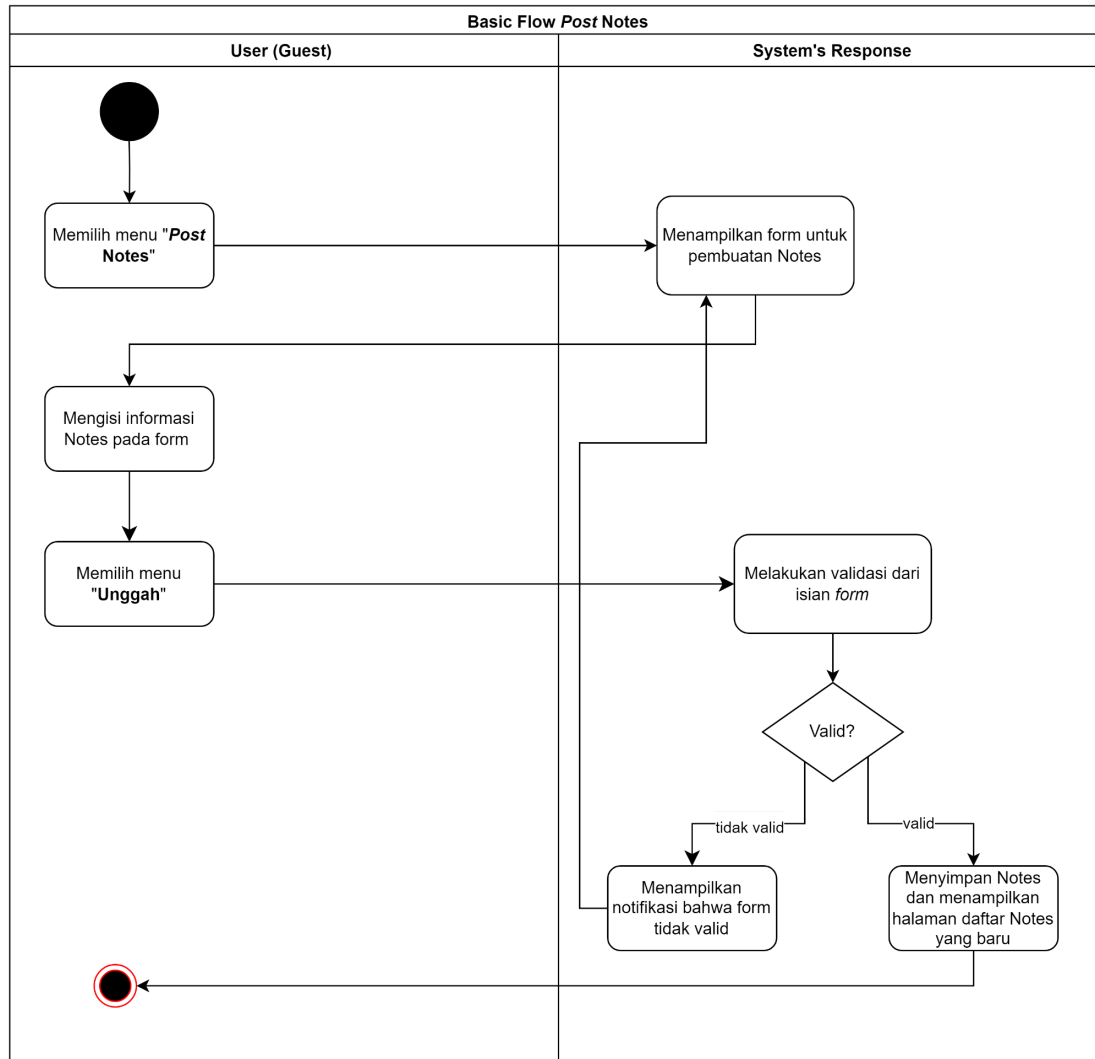 Basic Flow Post Notes
User (Guest)
System's Response
Memilih menu "Post
Notes"
Menampilkan form untuk
pembuatan Notes
Mengisi informasi
Notes pada form
Memilih menu
"Unggah"
Melakukan validasi dari
isian form
Valid?
tidak valid
valid
Menampilkan
notifikasi bahwa form
tidak valid
Menyimpan Notes
dan menampilkan
halaman daftar Notes
yang baru